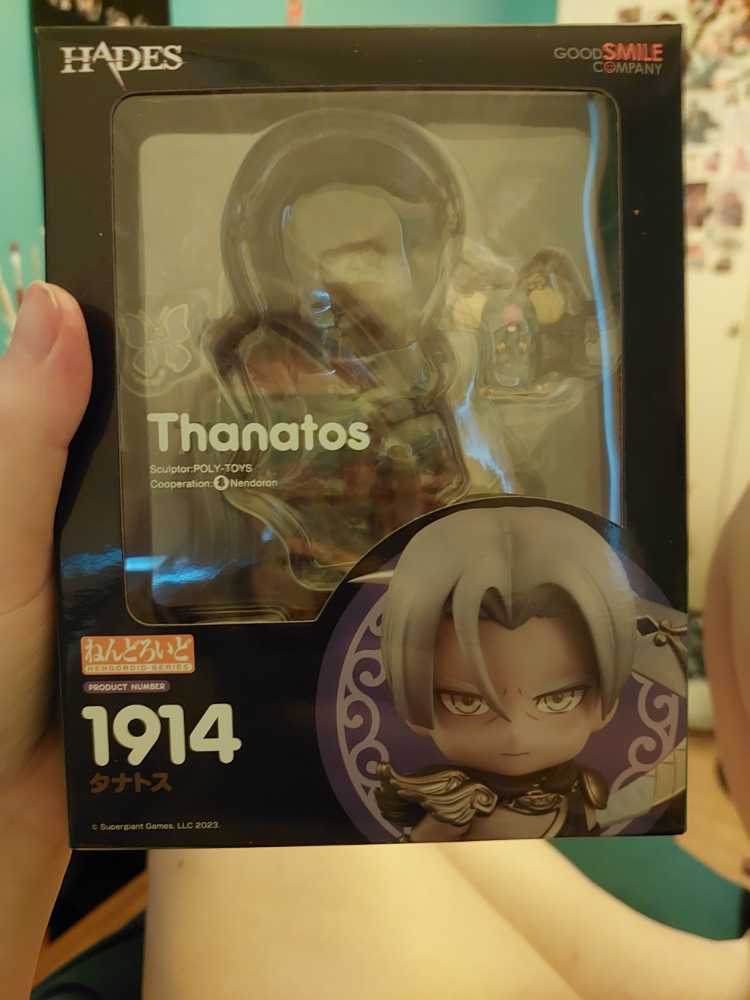 HADES
GOODSMILE
COMPANY
Thanatos
Sculptor:POLY-TOYS
Cooperation: Nendoron
ねんどろいど
NENDOROID-SERIES
PRODUCT NUMBER
1914
タナトス
© Supergiant Games, LLC 2023.